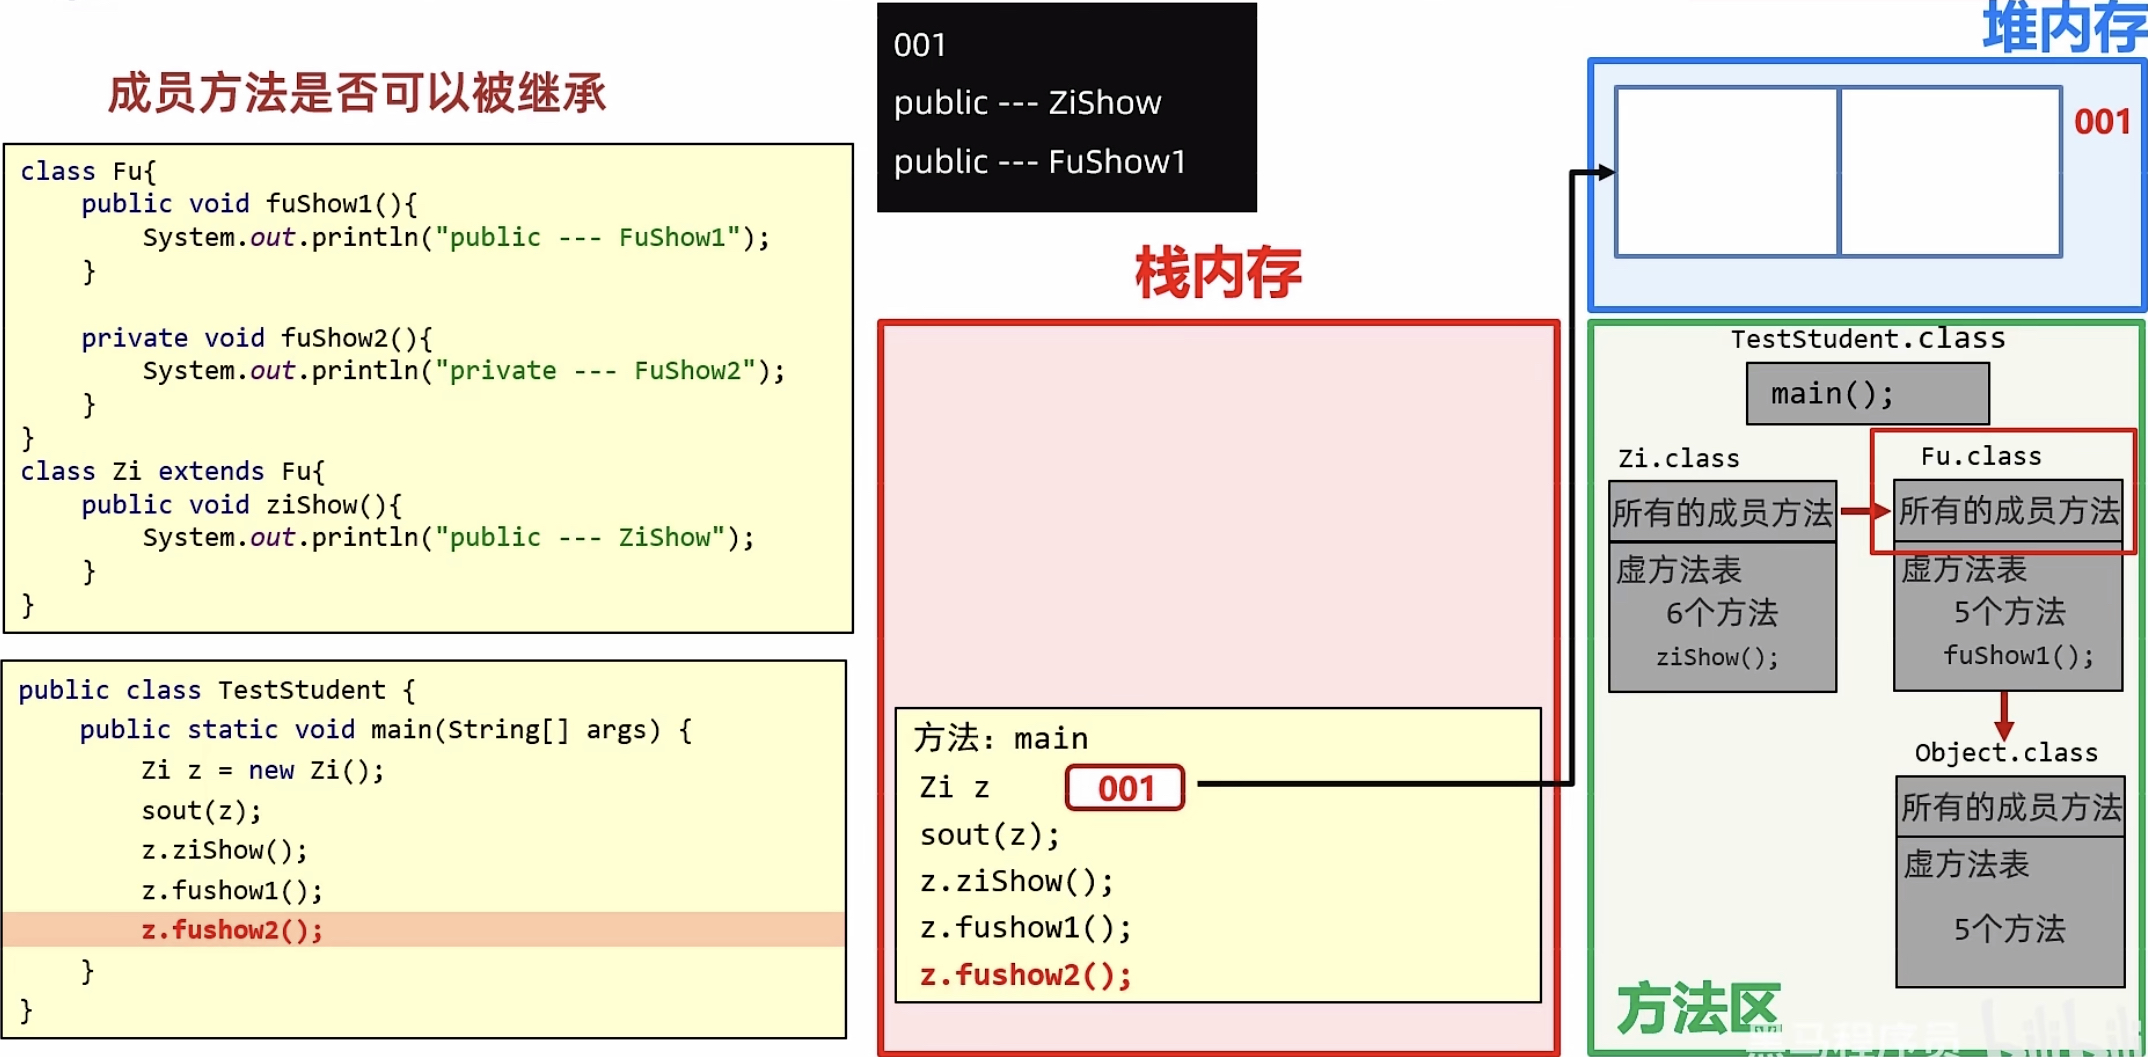 成员方法是否可以被继承
class Fu{
    public void fuShow1(){
        System.out.println("public --- FuShow1");
    }
    private void fuShow2(){
        System.out.println("private --- FuShow2");
    }
}
class Zi extends Fu{
    public void ziShow(){
        System.out.println("public --- ZiShow");
    }
}
public class TestStudent {
    public static void main(String[] args) {
        Zi z = new Zi();
        sout(z);
        z.ziShow();
        z.fushow1();
        z.fushow2();
    }
}
001
public --- ZiShow
public --- FuShow1
栈内存
方法：main
Zi z 001
sout(z);
z.ziShow();
z.fushow1();
z.fushow2();
堆内存
001
TestStudent.class
main();
Zi.class
所有的成员方法
虚方法表
6个方法
ziShow();
Fu.class
所有的成员方法
虚方法表
5个方法
fuShow1();
Object.class
所有的成员方法
虚方法表
5个方法
方法区
黑马程序员 bilibili